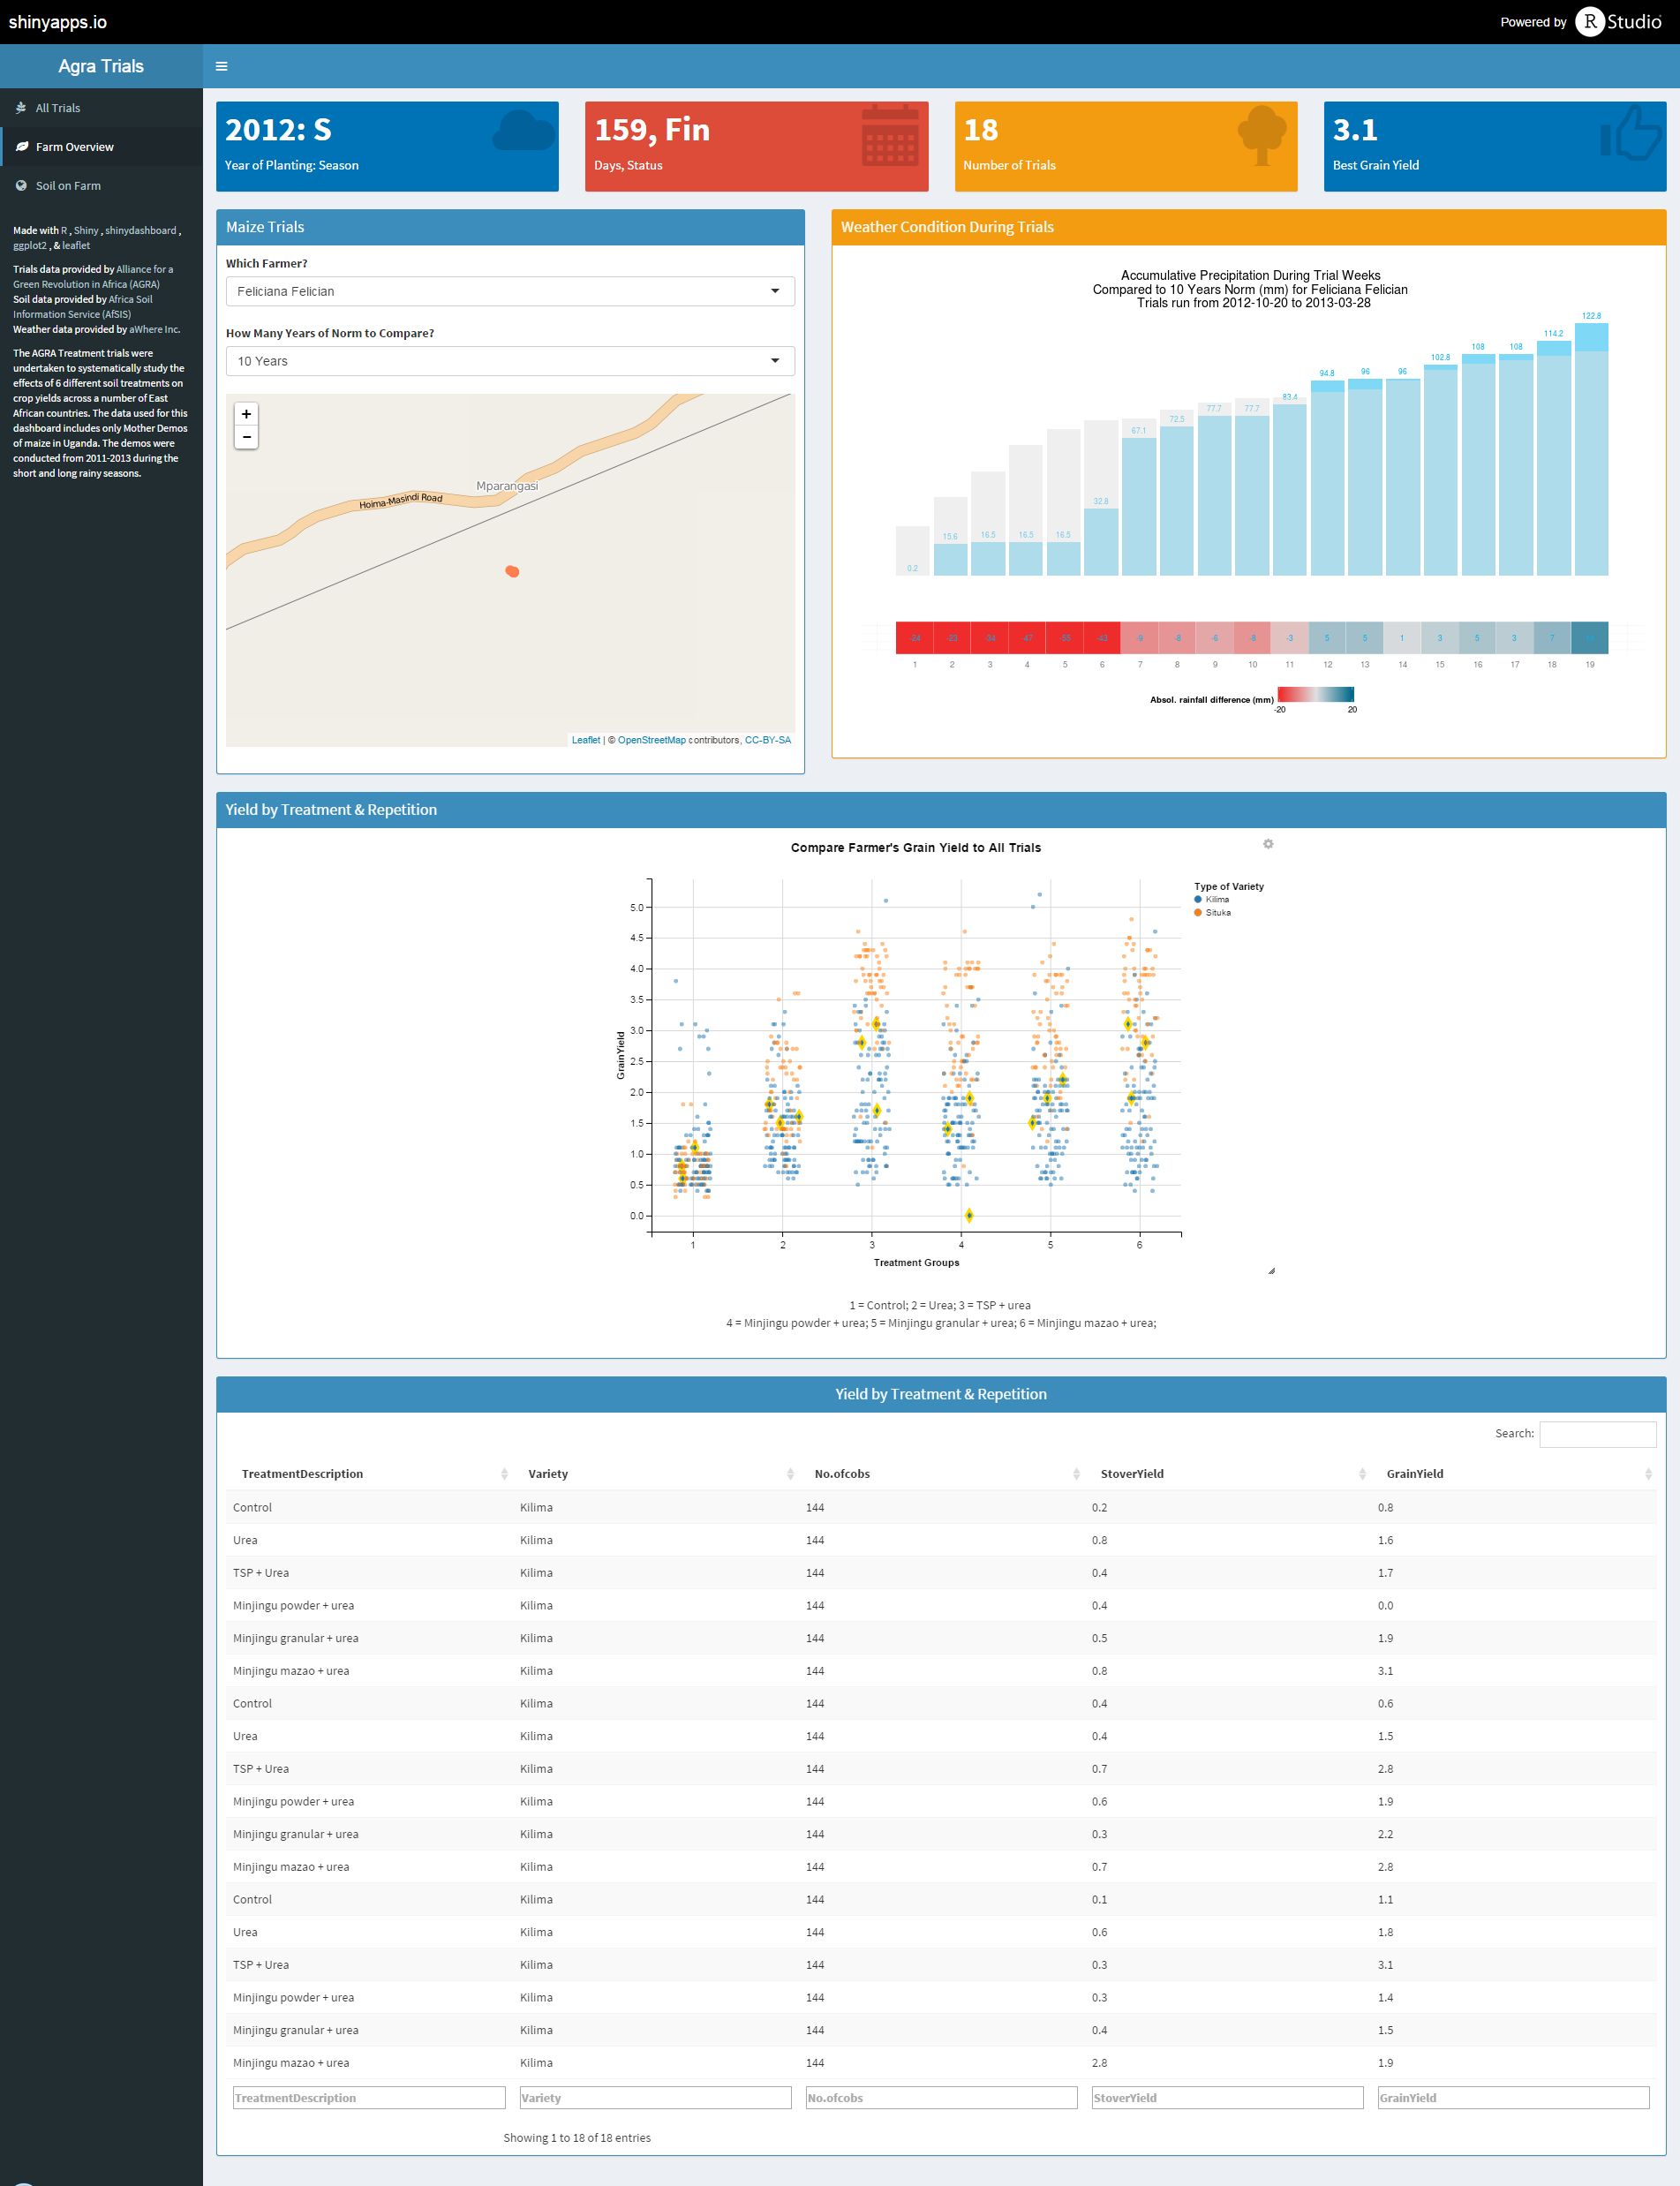 shinyapps.io
Powered by R Studio
Agra Trials
All Trials
Farm Overview
Soil on Farm
Made with R , Shiny , shinydashboard ,
ggplot2 , & leaflet
Trials data provided by Alliance for a
Green Revolution in Africa (AGRA)
Soil data provided by Africa Soil
Information Service (AfSIS)
Weather data provided by aWhere Inc.
The AGRA Treatment trials were
undertaken to systematically study the
effects of 6 different soil treatments on
crop yields across a number of East
African countries. The data used for this
dashboard includes only Mother Demos
of maize in Uganda. The demos were
conducted from 2011-2013 during the
short and long rainy seasons.
2012: S
Year of Planting: Season
159, Fin
Days, Status
18
Number of Trials
3.1
Best Grain Yield
Maize Trials
Which Farmer?
Feliciana Felician
How Many Years of Norm to Compare?
10 Years
+
−
Mparangasi
Hoima-Masindi Road
Leaflet | © OpenStreetMap contributors, CC-BY-SA
Weather Condition During Trials
Accumulative Precipitation During Trial Weeks
Compared to 10 Years Norm (mm) for Feliciana Felician
Trials run from 2012-10-20 to 2013-03-28
0.2 15.6 16.5 16.5 16.5 32.8 67.1 72.5 77.7 77.7 83.4 94.8 96 96 102.8 108 108 114.2 122.8
-24 -23 -34 -47 -53 -43 -9 -8 -6 -8 -3 5 5 1 3 5 3 7
1 2 3 4 5 6 7 8 9 10 11 12 13 14 15 16 17 18 19
Absol. rainfall difference (mm)
-20 20
Yield by Treatment & Repetition
Compare Farmer's Grain Yield to All Trials
Type of Variety
Kilima
Situka
GrainYield
5.0
4.5
4.0
3.5
3.0
2.5
2.0
1.5
1.0
0.5
0.0
1 2 3 4 5 6
Treatment Groups
1 = Control; 2 = Urea; 3 = TSP + urea
4 = Minjingu powder + urea; 5 = Minjingu granular + urea; 6 = Minjingu mazao + urea;
Yield by Treatment & Repetition
Search:
TreatmentDescription Variety No.ofcobs StoverYield GrainYield
Control Kilima 144 0.2 0.8
Urea Kilima 144 0.8 1.6
TSP + Urea Kilima 144 0.4 1.7
Minjingu powder + urea Kilima 144 0.4 0.0
Minjingu granular + urea Kilima 144 0.5 1.9
Minjingu mazao + urea Kilima 144 0.8 3.1
Control Kilima 144 0.4 0.6
Urea Kilima 144 0.4 1.5
TSP + Urea Kilima 144 0.7 2.8
Minjingu powder + urea Kilima 144 0.6 1.9
Minjingu granular + urea Kilima 144 0.3 2.2
Minjingu mazao + urea Kilima 144 0.7 2.8
Control Kilima 144 0.1 1.1
Urea Kilima 144 0.6 1.8
TSP + Urea Kilima 144 0.3 3.1
Minjingu powder + urea Kilima 144 0.3 1.4
Minjingu granular + urea Kilima 144 0.4 1.5
Minjingu mazao + urea Kilima 144 2.8 1.9
TreatmentDescription Variety No.ofcobs StoverYield GrainYield
Showing 1 to 18 of 18 entries